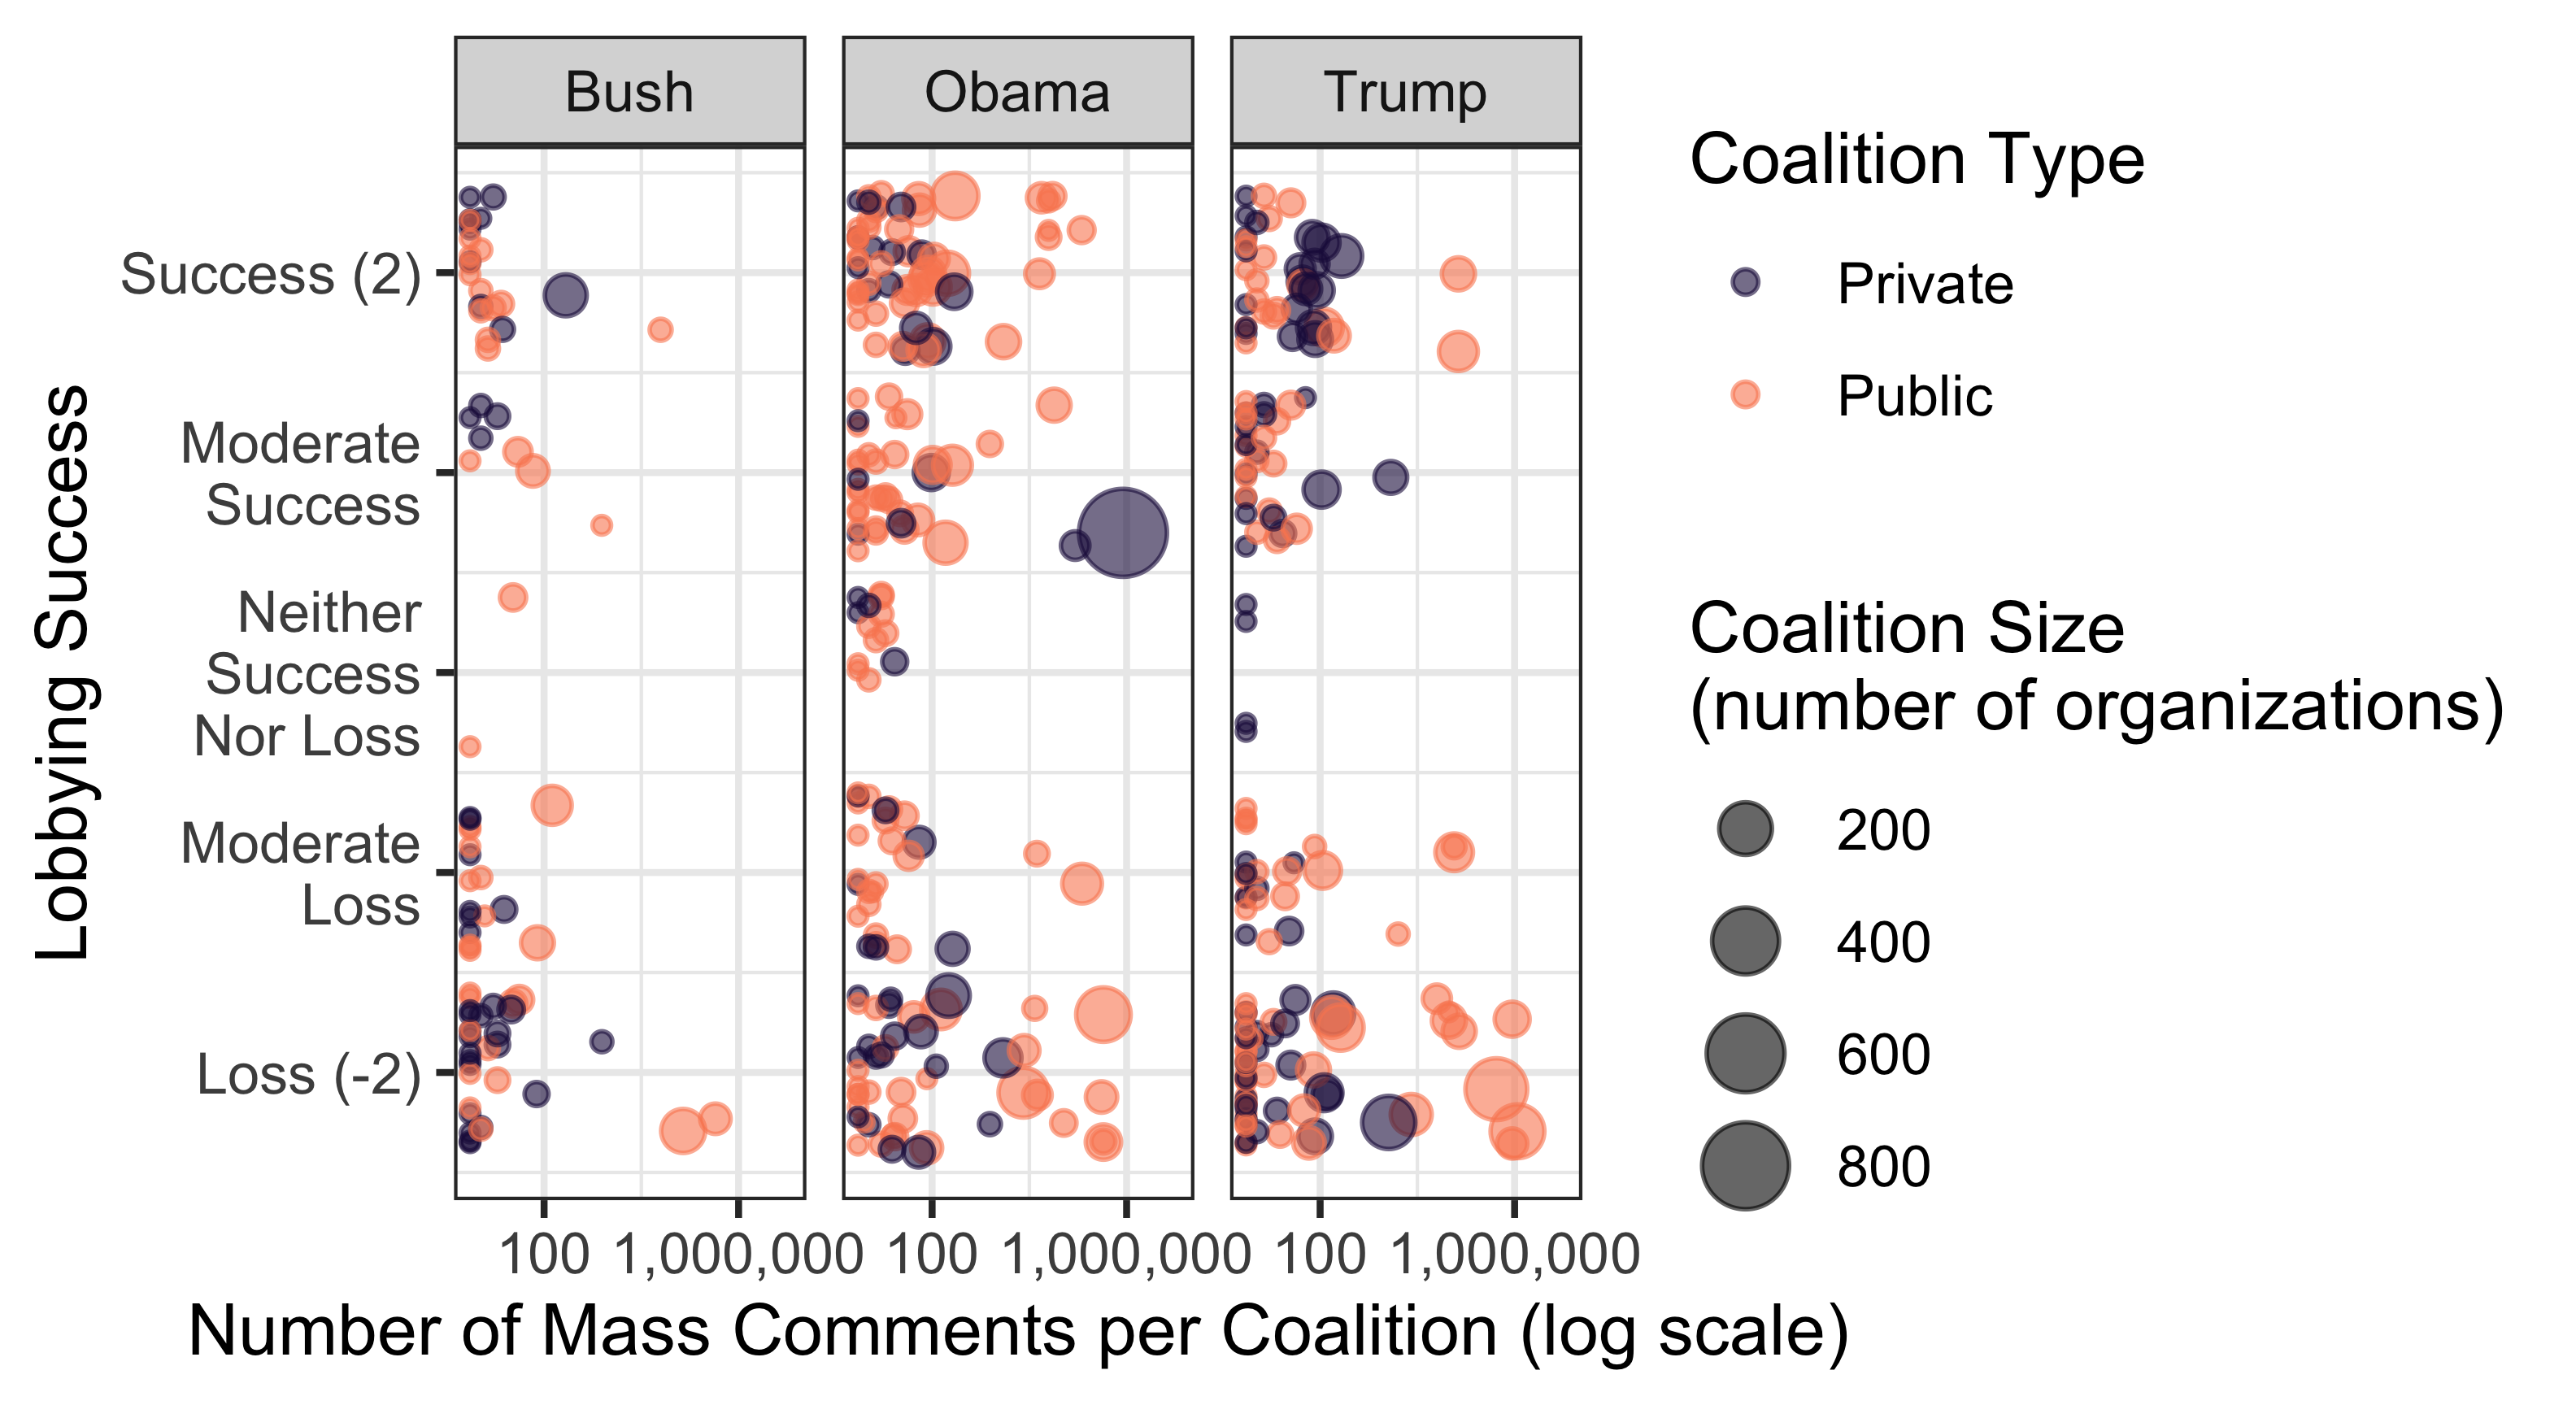 Bush
Obama
Trump
Lobbying Success
Success (2)
Moderate
Success
Neither
Success
Nor Loss
Moderate
Loss
Loss (-2)
100
1,000,000
100
1,000,000
100
1,000,000
Number of Mass Comments per Coalition (log scale)
Coalition Type
Private
Public
Coalition Size
(number of organizations)
200
400
600
800